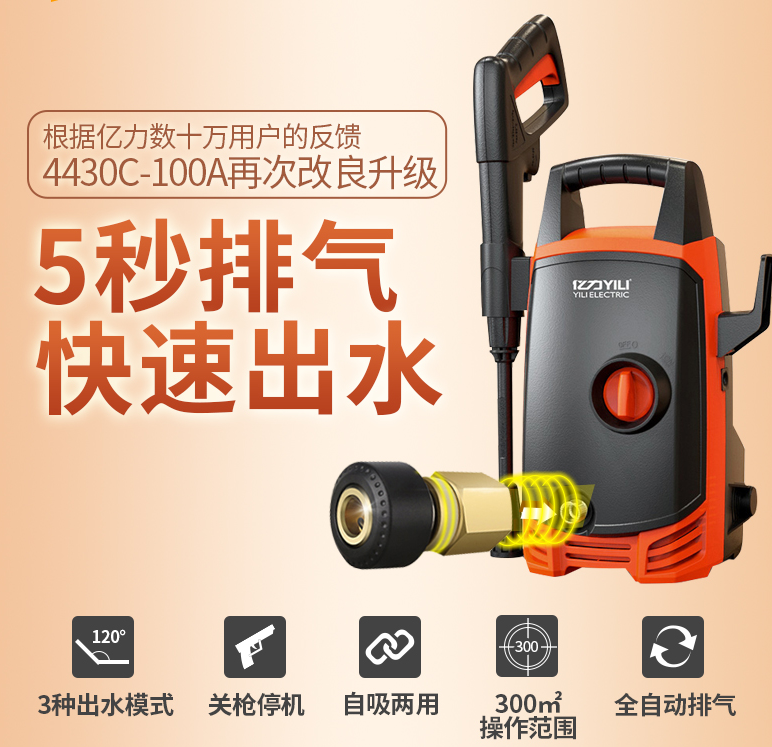 根据亿力数十万用户的反馈
4430C-100A再次改良升级
5秒排气
快速出水
亿力YILI®
YILI ELECTRIC
120°
300
3种出水模式
关枪停机
自吸两用
300㎡
操作范围
全自动排气